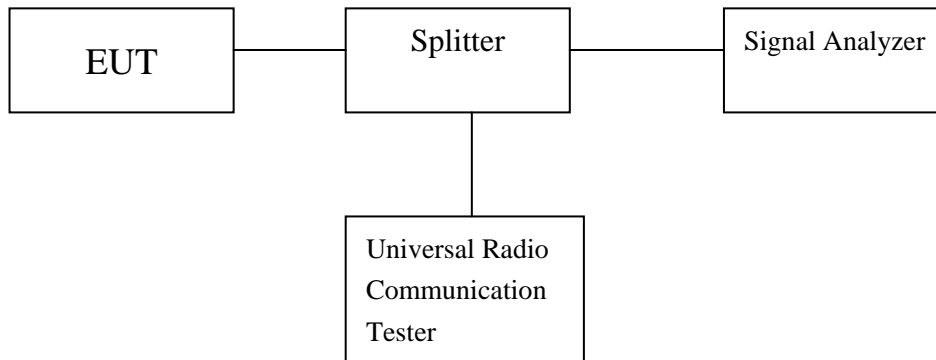 EUT
Splitter
Signal Analyzer
Universal Radio
Communication
Tester